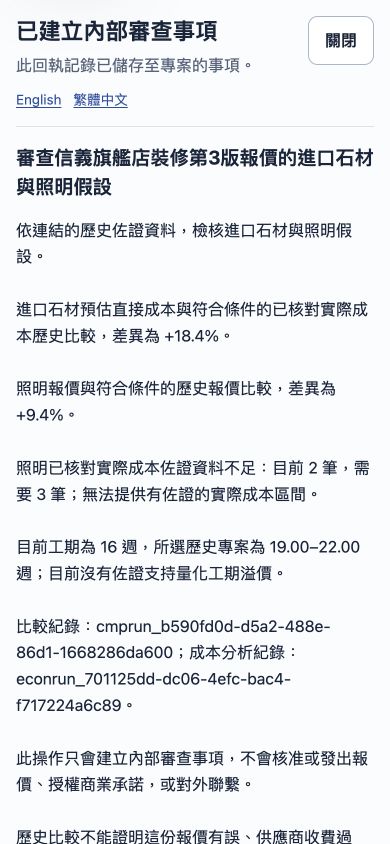 已建立內部審查事項
關閉
此回執記錄已儲存至專案的事項。
English 繁體中文
審查信義旗艦店裝修第3版報價的進口石材
與照明假設
依連結的歷史佐證資料，檢核進口石材與照明假
設。
進口石材預估直接成本與符合條件的已核對實際成
本歷史比較，差異為 +18.4%。
照明報價與符合條件的歷史報價比較，差異為
+9.4%。
照明已核對實際成本佐證資料不足：目前 2 筆，需
要 3 筆；無法提供有佐證的實際成本區間。
目前工期為 16 週，所選歷史專案為 19.00–22.00
週；目前沒有佐證支持量化工期溢價。
比較紀錄：cmprun_b590fd0d-d5a2-488e-
86d1-1668286da600；成本分析紀錄：
econrun_701125dd-dc06-4efc-bac4-
f717224a6c89。
此操作只會建立內部審查事項，不會核准或發出報
價、授權商業承諾，或對外聯繫。
歷史比較不能證明這份報價有誤、供應商收費過